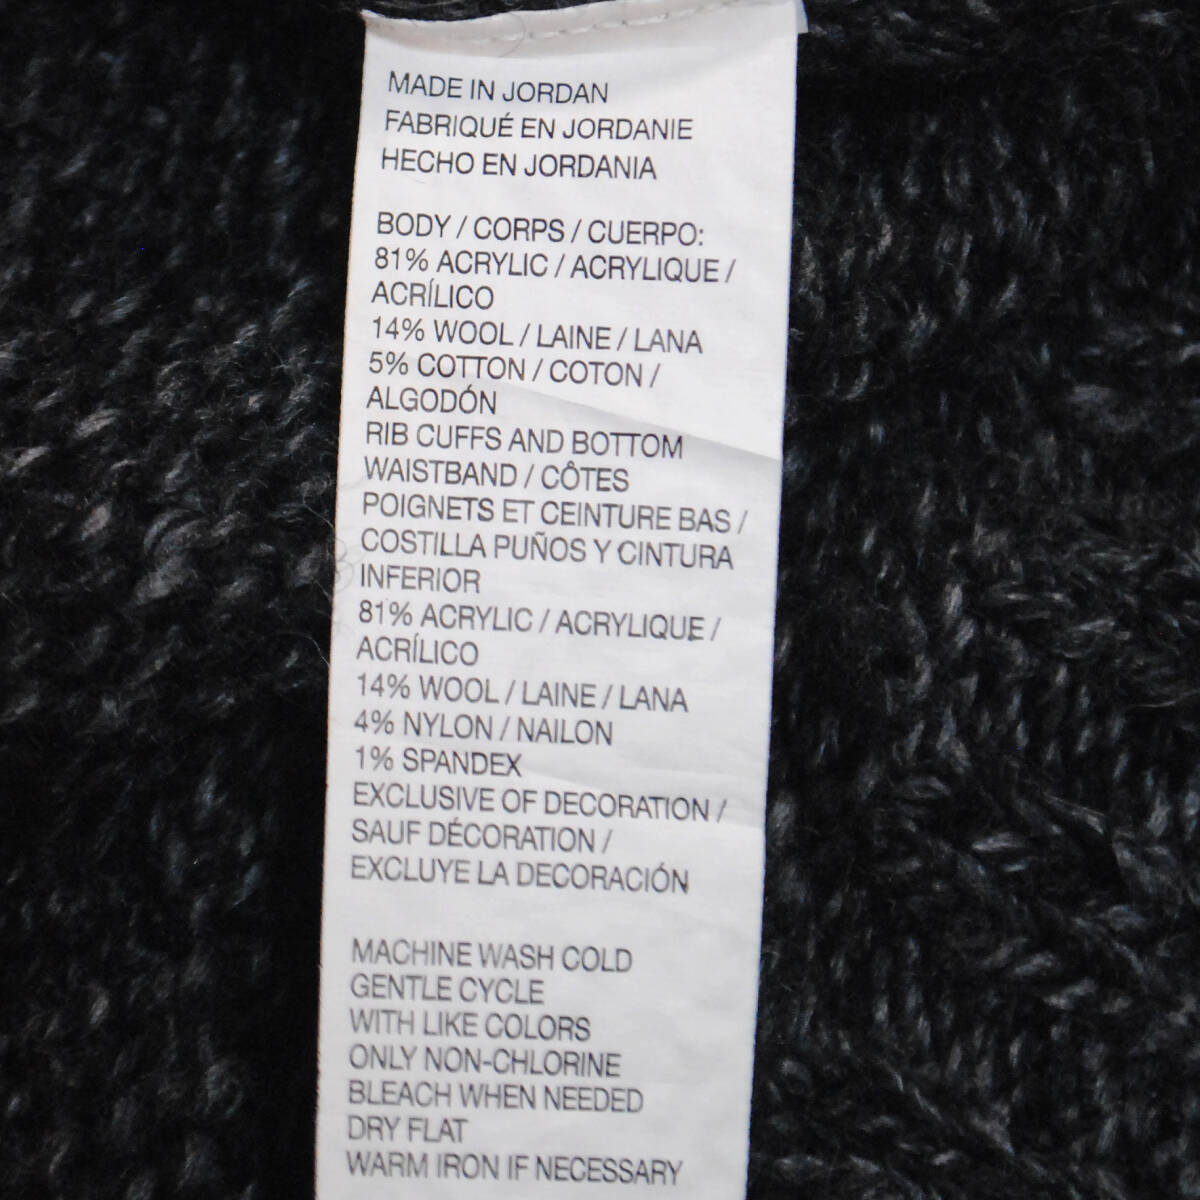 MADE IN JORDAN
FABRIQUÉ EN JORDANIE
HECHO EN JORDANIA
BODY / CORPS / CUERPO:
81% ACRYLIC / ACRYLIQUE /
ACRÍLICO
14% WOOL / LAINE / LANA
5% COTTON / COTON /
ALGODÓN
RIB CUFFS AND BOTTOM
WAISTBAND / CÔTES
POIGNETS ET CEINTURE BAS /
COSTILLA PUÑOS Y CINTURA
INFERIOR
81% ACRYLIC / ACRYLIQUE /
ACRÍLICO
14% WOOL / LAINE / LANA
4% NYLON / NAILON
1% SPANDEX
EXCLUSIVE OF DECORATION /
SAUF DÉCORATION /
EXCLUYE LA DECORACIÓN
MACHINE WASH COLD
GENTLE CYCLE
WITH LIKE COLORS
ONLY NON-CHLORINE
BLEACH WHEN NEEDED
DRY FLAT
WARM IRON IF NECESSARY